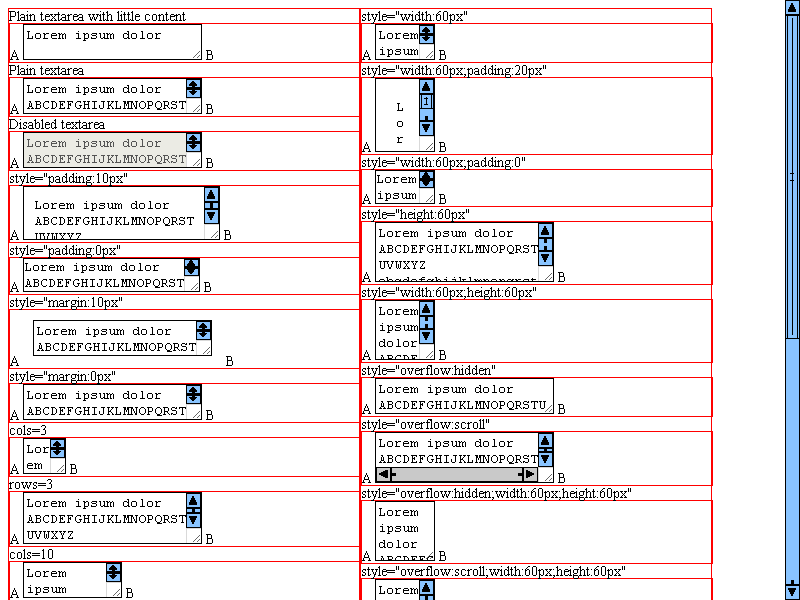 Plain textarea with little content
Lorem ipsum dolor
A B
Plain textarea
Lorem ipsum dolor
ABCDEFGHIJKLMNOPQRST
A B
Disabled textarea
Lorem ipsum dolor
ABCDEFGHIJKLMNOPQRST
A B
style="padding:10px"
Lorem ipsum dolor
ABCDEFGHIJKLMNOPQRST
UVWXYZ
A B
style="padding:0px"
Lorem ipsum dolor
ABCDEFGHIJKLMNOPQRST
A B
style="margin:10px"
Lorem ipsum dolor
ABCDEFGHIJKLMNOPQRST
A B
style="margin:0px"
Lorem ipsum dolor
ABCDEFGHIJKLMNOPQRST
A B
cols=3
Lor
em
A B
rows=3
Lorem ipsum dolor
ABCDEFGHIJKLMNOPQRST
UVWXYZ
A B
cols=10
Lorem
ipsum
A B
style="width:60px"
Lorem
ipsum
A B
style="width:60px;padding:20px"
L
o
r
A B
style="width:60px;padding:0"
Lorem
ipsum
A B
style="height:60px"
Lorem ipsum dolor
ABCDEFGHIJKLMNOPQRST
UVWXYZ
abcdefghijklmnopqrst
A B
style="width:60px;height:60px"
Lorem
ipsum
dolor
ABCDE
A B
style="overflow:hidden"
Lorem ipsum dolor
ABCDEFGHIJKLMNOPQRSTU
A B
style="overflow:scroll"
Lorem ipsum dolor
ABCDEFGHIJKLMNOPQRST
A B
style="overflow:hidden;width:60px;height:60px"
Lorem
ipsum
dolor
ABCDEFG
A B
style="overflow:scroll;width:60px;height:60px"
Lorem